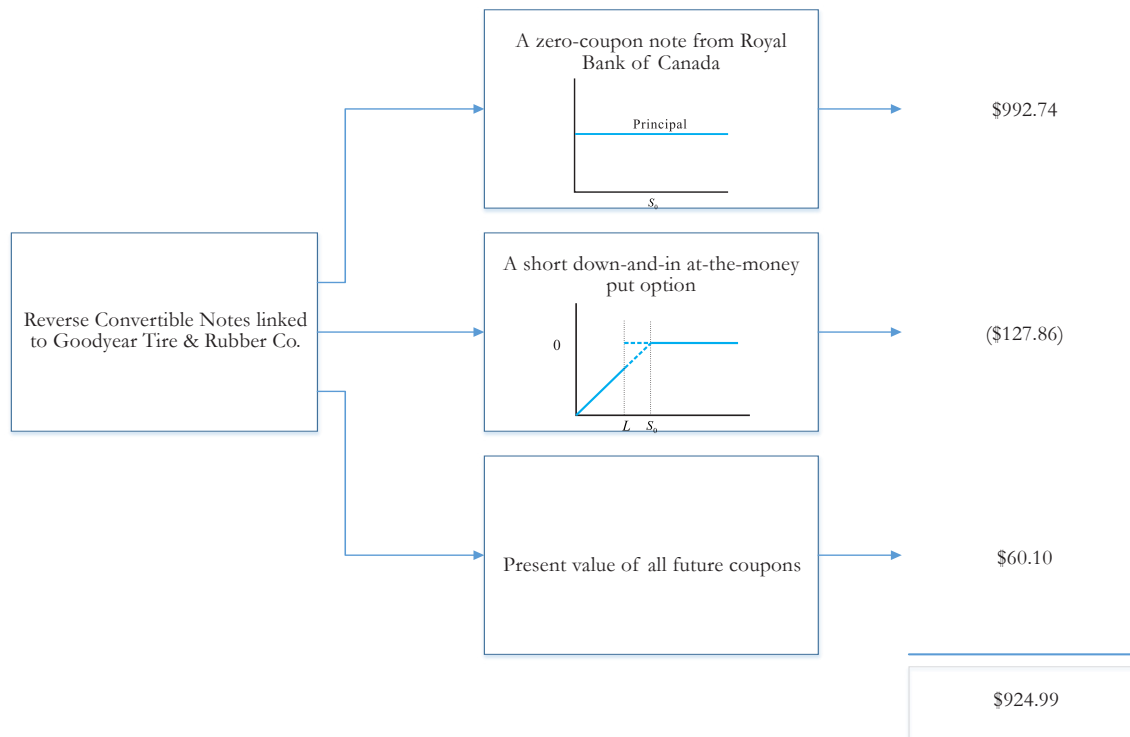 A zero-coupon note from Royal
Bank of Canada
Principal
S₀
$992.74
Reverse Convertible Notes linked
to Goodyear Tire & Rubber Co.
A short down-and-in at-the-money
put option
0
L S₀
($127.86)
Present value of all future coupons
$60.10
$924.99